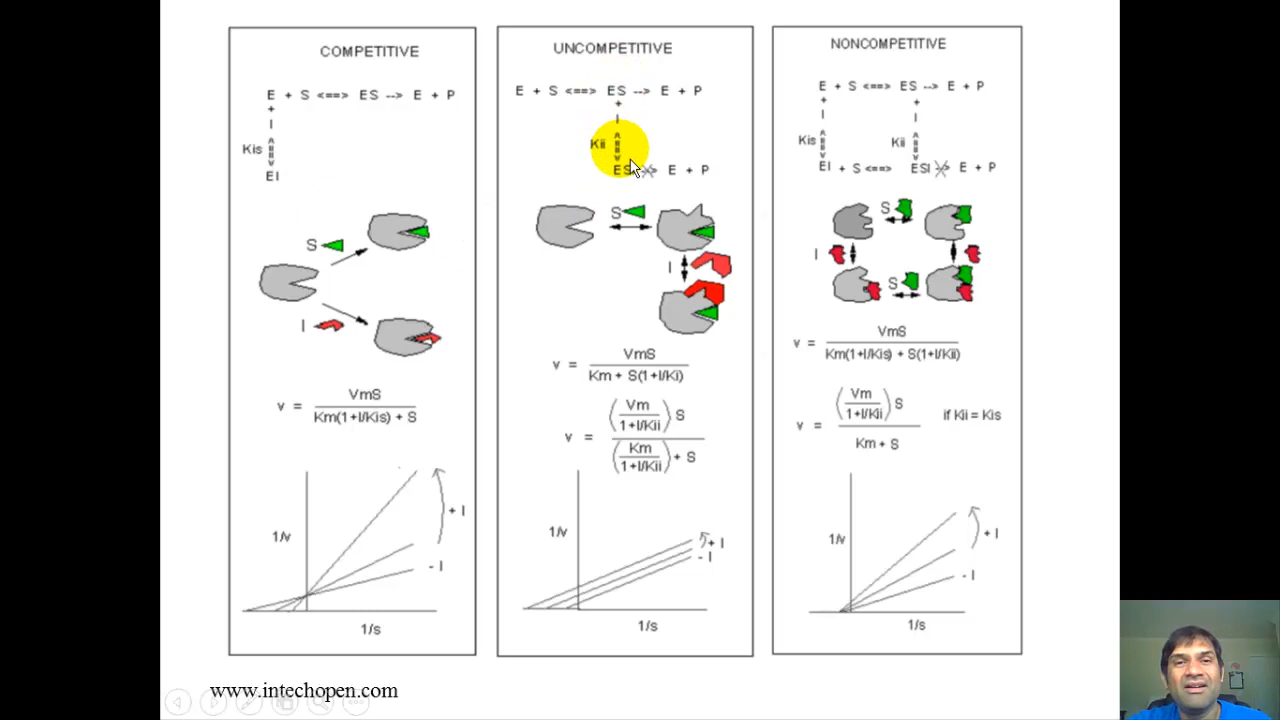 COMPETITIVE
E + S <==> ES --> E + P
+
I
Kis
<==>
EI
S
I
v = VmS
Km(1+I/Kis) + S
1/v
+ I
- I
1/s
UNCOMPETITIVE
E + S <==> ES --> E + P
+
I
Kii
<==>
E + P
S
I
v = VmS
Km + S(1+I/Ki)
v = (Vm
1+I/Kii) S
(Km
1+I/Kii) + S
1/v
+ I
- I
1/s
NONCOMPETITIVE
E + S <==> ES --> E + P
+ +
I I
Kis Kii
<==> <==>
EI + S <==> ESI --> E + P
S
I
S
v = VmS
Km(1+I/Kis) + S(1+I/Kii)
v = (Vm
1+I/Kii) S
Km + S
if Kii = Kis
1/v
+ I
- I
1/s
www.intechopen.com